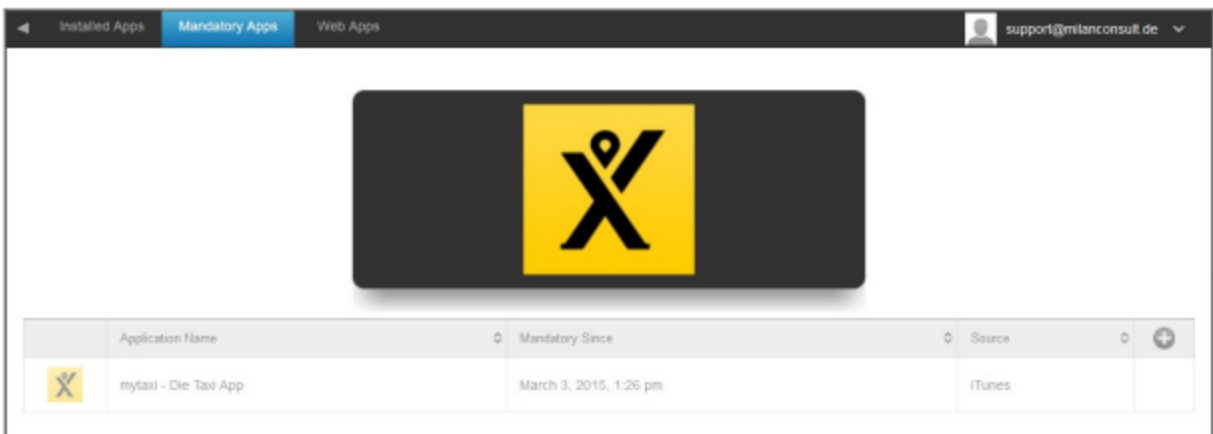 Installed Apps Mandatory Apps Web Apps support@milanconsult.de
Application Name Mandatory Since Source
mytaxi - Die Taxi App March 3, 2015, 1:26 pm iTunes